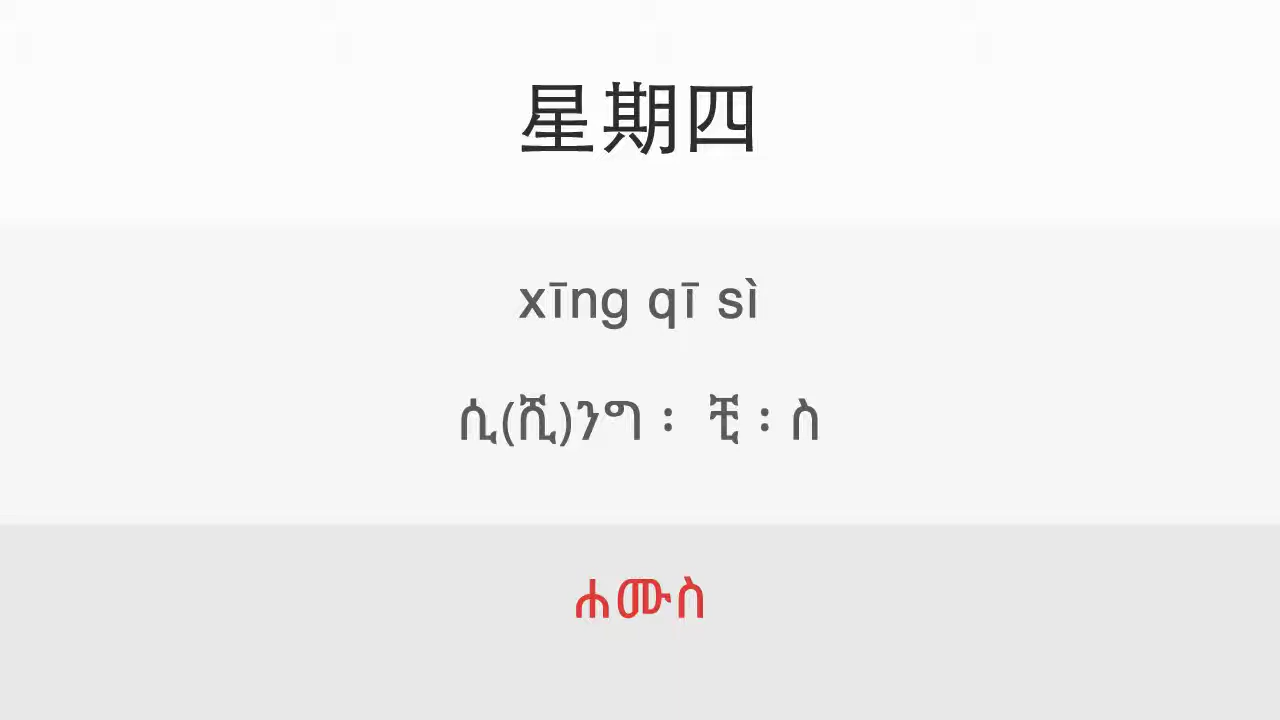 星期四
xīng qī sì
ሲ(ሺ)ንግ ፡ ቺ ፡ ስ
ሐሙስ